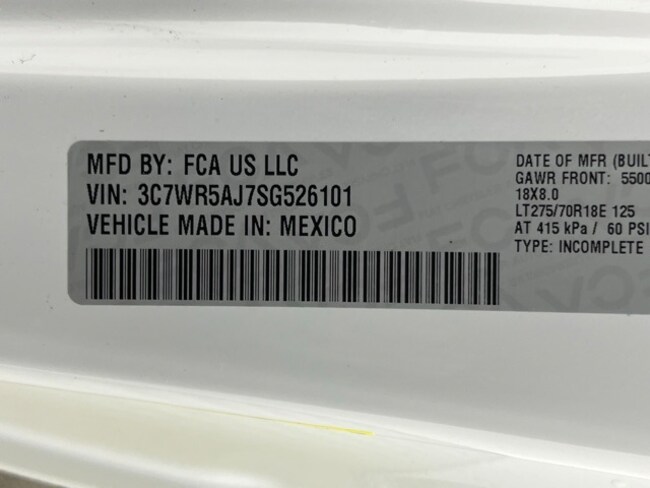 MFD BY: FCA US LLC
VIN: 3C7WR5AJ7SG526101
VEHICLE MADE IN: MEXICO
DATE OF MFR (BUIL
GAWR FRONT: 5500
18X8.0
LT275/70R18E 125
AT 415 kPa / 60 PSI
TYPE: INCOMPLETE